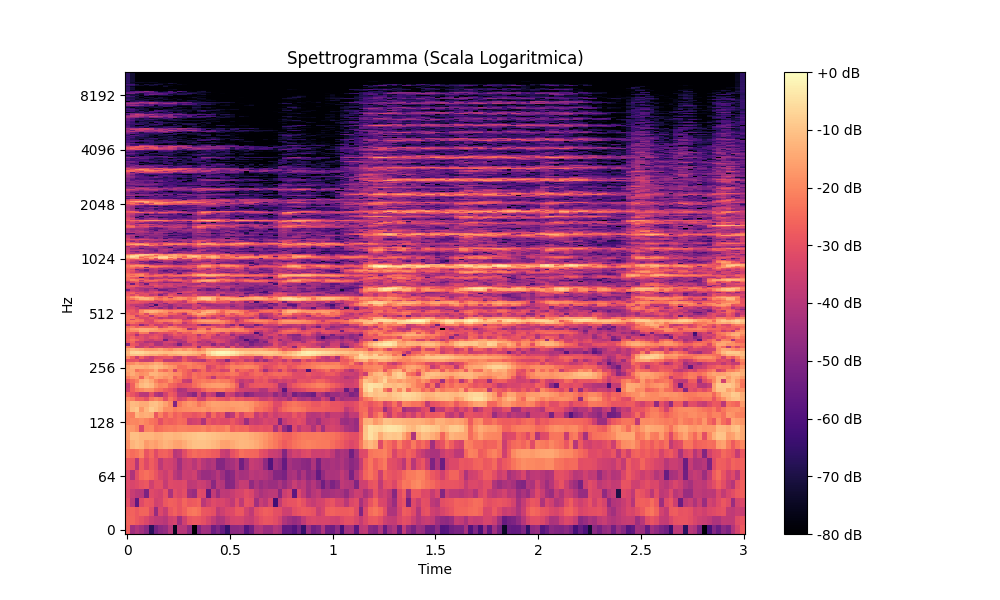 Spettrogramma (Scala Logaritmica)
Hz
8192
4096
2048
1024
512
256
128
64
0
0 0.5 1 1.5 2 2.5 3
Time
+0 dB
-10 dB
-20 dB
-30 dB
-40 dB
-50 dB
-60 dB
-70 dB
-80 dB